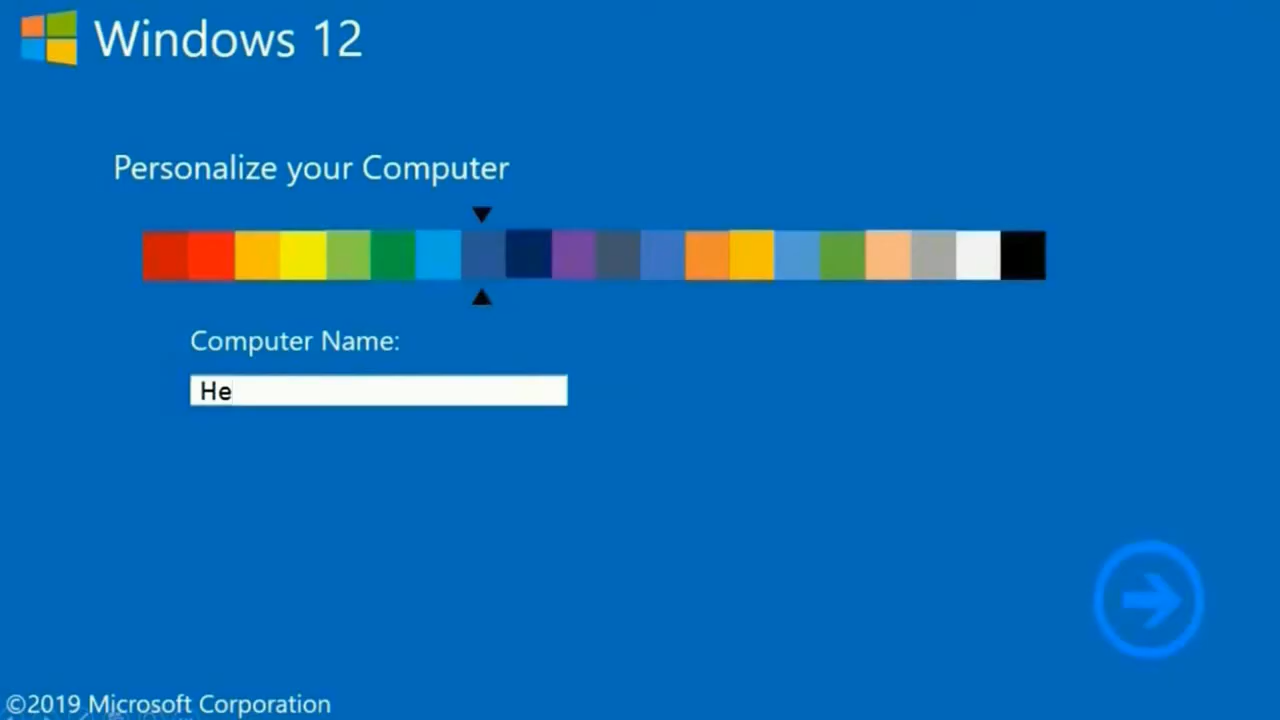 Windows 12
Personalize your Computer
Computer Name:
He
©2019 Microsoft Corporation